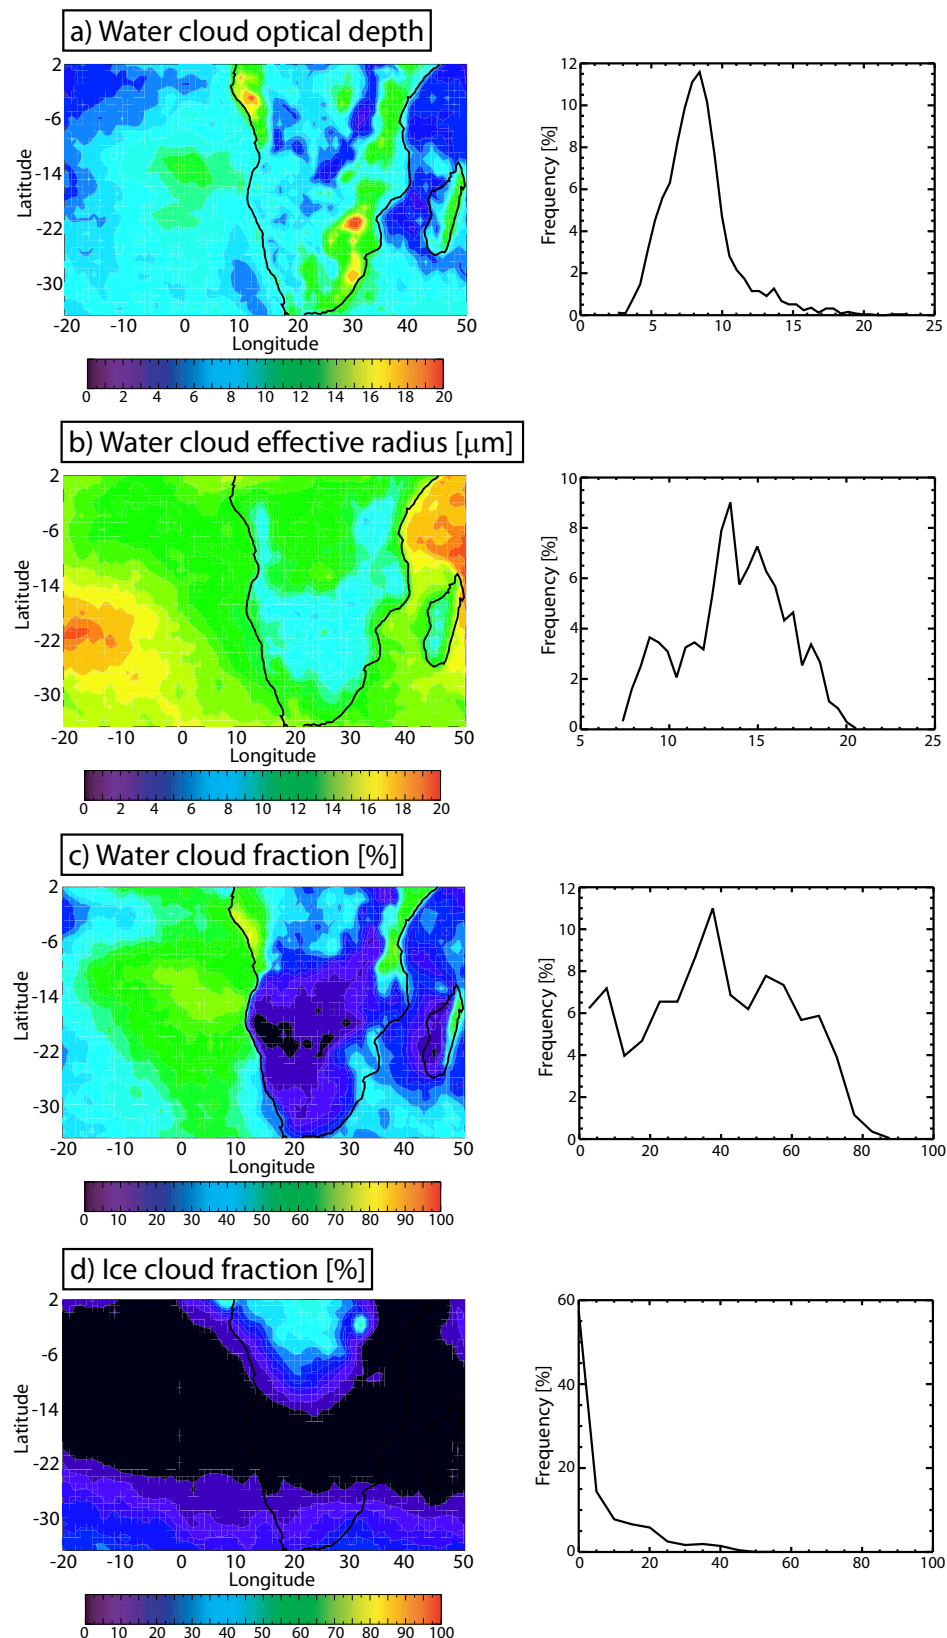 a) Water cloud optical depth
2
-6
-14
-22
-30
Latitude
-20 -10 0 10 20 30 40 50
Longitude
0 2 4 6 8 10 12 14 16 18 20
12
10
8
6
4
2
0
Frequency [%]
0 5 10 15 20 25
b) Water cloud effective radius [μm]
2
-6
-14
-22
-30
Latitude
-20 -10 0 10 20 30 40 50
Longitude
0 2 4 6 8 10 12 14 16 18 20
10
8
6
4
2
0
Frequency [%]
5 10 15 20 25
c) Water cloud fraction [%]
2
-6
-14
-22
-30
Latitude
-20 -10 0 10 20 30 40 50
Longitude
0 10 20 30 40 50 60 70 80 90 100
12
10
8
6
4
2
0
Frequency [%]
0 20 40 60 80 100
d) Ice cloud fraction [%]
2
-6
-14
-22
-30
Latitude
-20 -10 0 10 20 30 40 50
Longitude
0 10 20 30 40 50 60 70 80 90 100
60
40
20
0
Frequency [%]
0 20 40 60 80 100